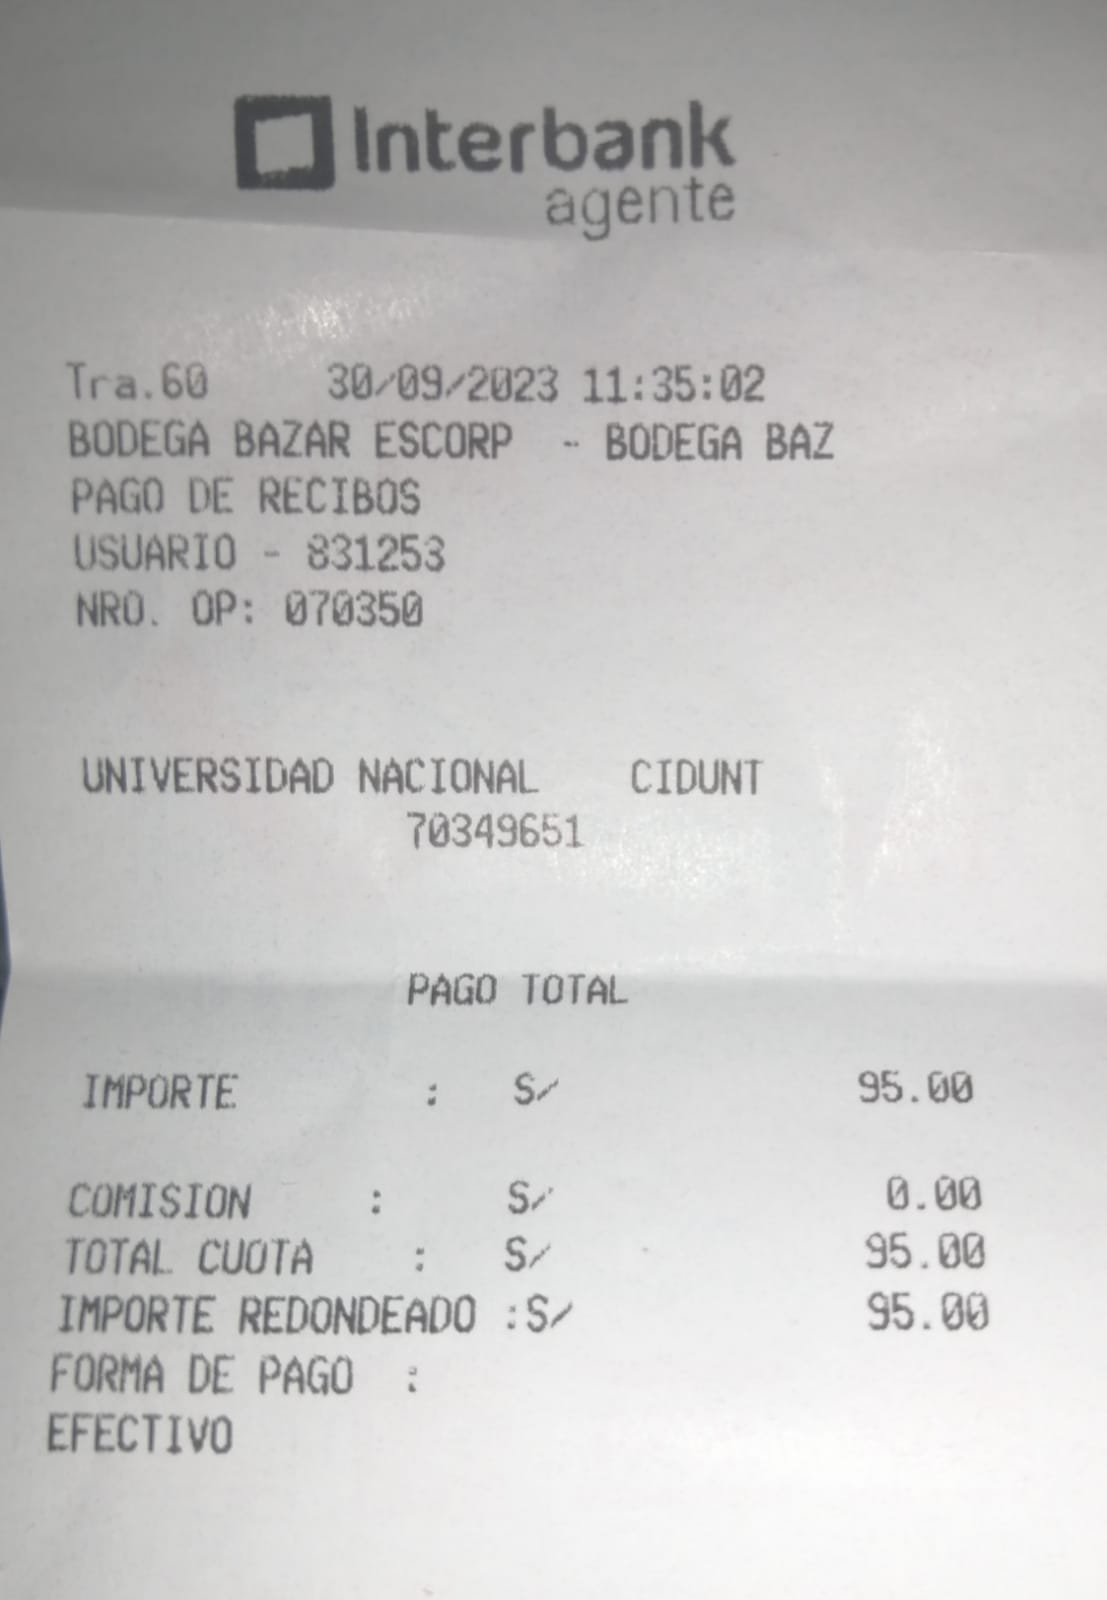 Interbank
agente
Tra.60 30/09/2023 11:35:02
BODEGA BAZAR ESCORP - BODEGA BAZ
PAGO DE RECIBOS
USUARIO - 831253
NRO. OP: 070350
UNIVERSIDAD NACIONAL CIDUNT
70349651
PAGO TOTAL
IMPORTE : S/ 95.00
COMISION : S/ 0.00
TOTAL CUOTA : S/ 95.00
IMPORTE REDONDEADO :S/ 95.00
FORMA DE PAGO :
EFECTIVO